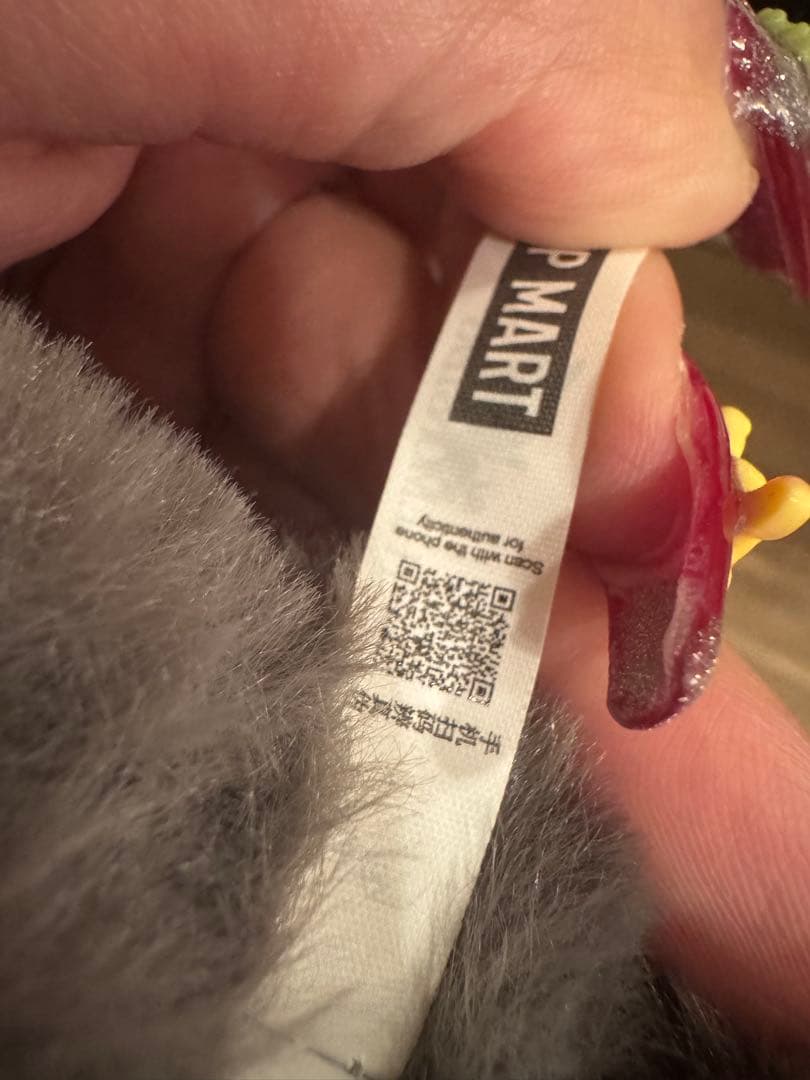 P MART
Scan with the phone
for authenticity
手机扫码辨真伪